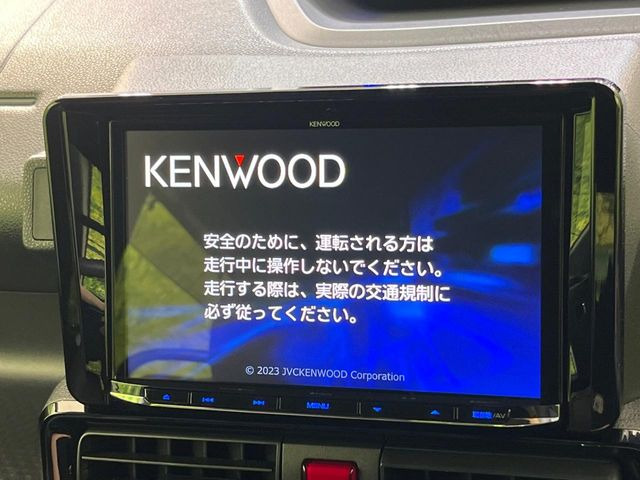 KENWOOD
KENWOOD
安全のために、運転される方は
走行中に操作しないでください。
走行する際は、実際の交通規制に
必ず従ってください。
© 2023 JVCKENWOOD Corporation
MENU
/AV